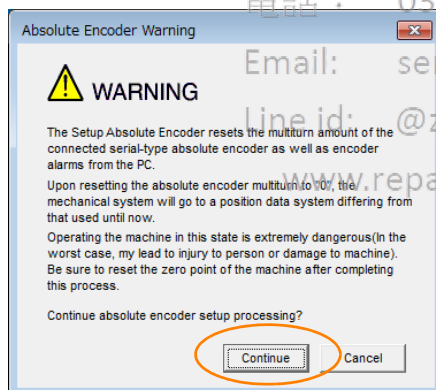 電話： 03
Absolute Encoder Warning
Email: se
WARNING
Line id: @z
The Setup Absolute Encoder resets the multiturn amount of the
connected serial-type absolute encoder as well as encoder
alarms from the PC.
www.repa
Upon resetting the absolute encoder multiturn to "0", the
mechanical system will go to a position data system differing from
that used until now.
Operating the machine in this state is extremely dangerous(In the
worst case, my lead to injury to person or damage to machine).
Be sure to reset the zero point of the machine after completing
this process.
Continue absolute encoder setup processing?
Continue Cancel